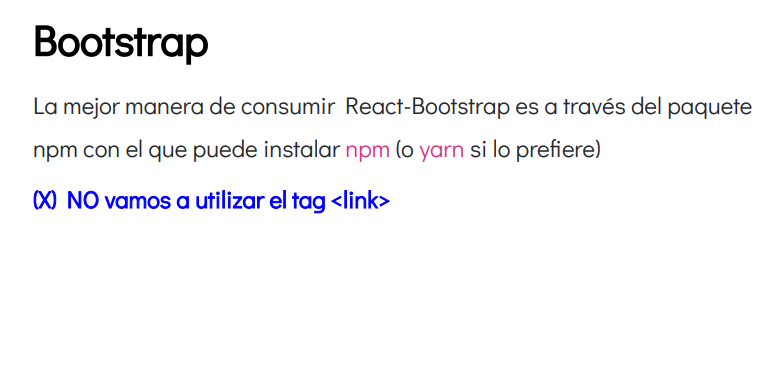 Bootstrap
La mejor manera de consumir React-Bootstrap es a través del paquete
npm con el que puede instalar npm (o yarn si lo prefiere)
(X) NO vamos a utilizar el tag <link>